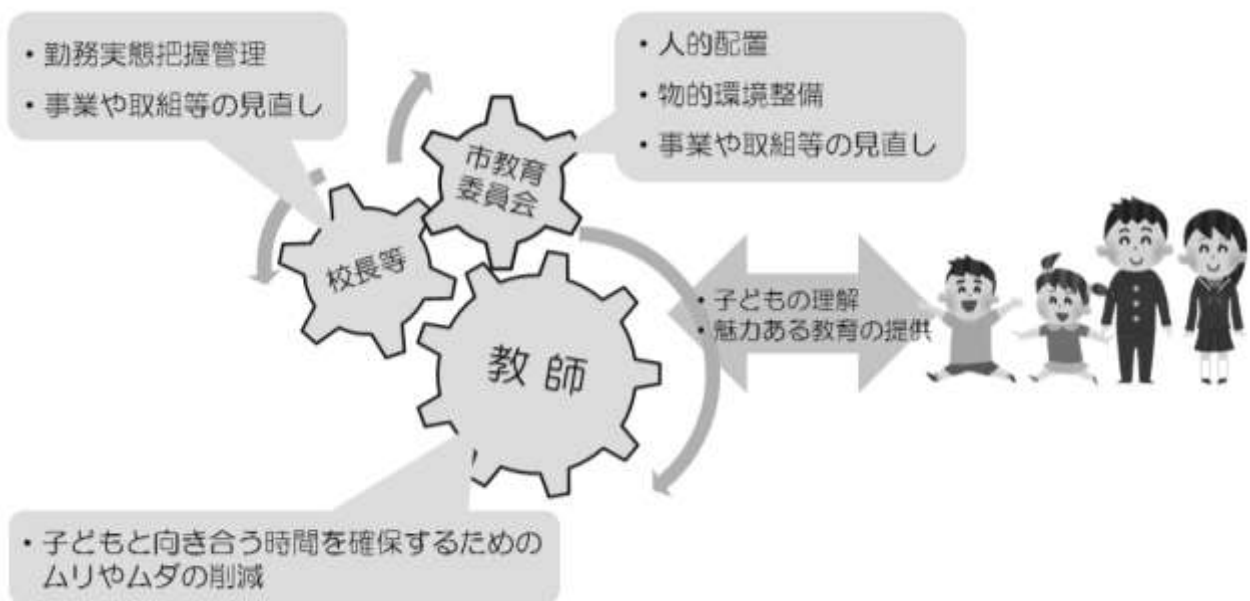 ・勤務実態把握管理
・事業や取組等の見直し
・人的配置
・物的環境整備
・事業や取組等の見直し
市教育
委員会
校長等
教師
・子どもの理解
・魅力ある教育の提供
・子どもと向き合う時間を確保するための
ムリやムダの削減